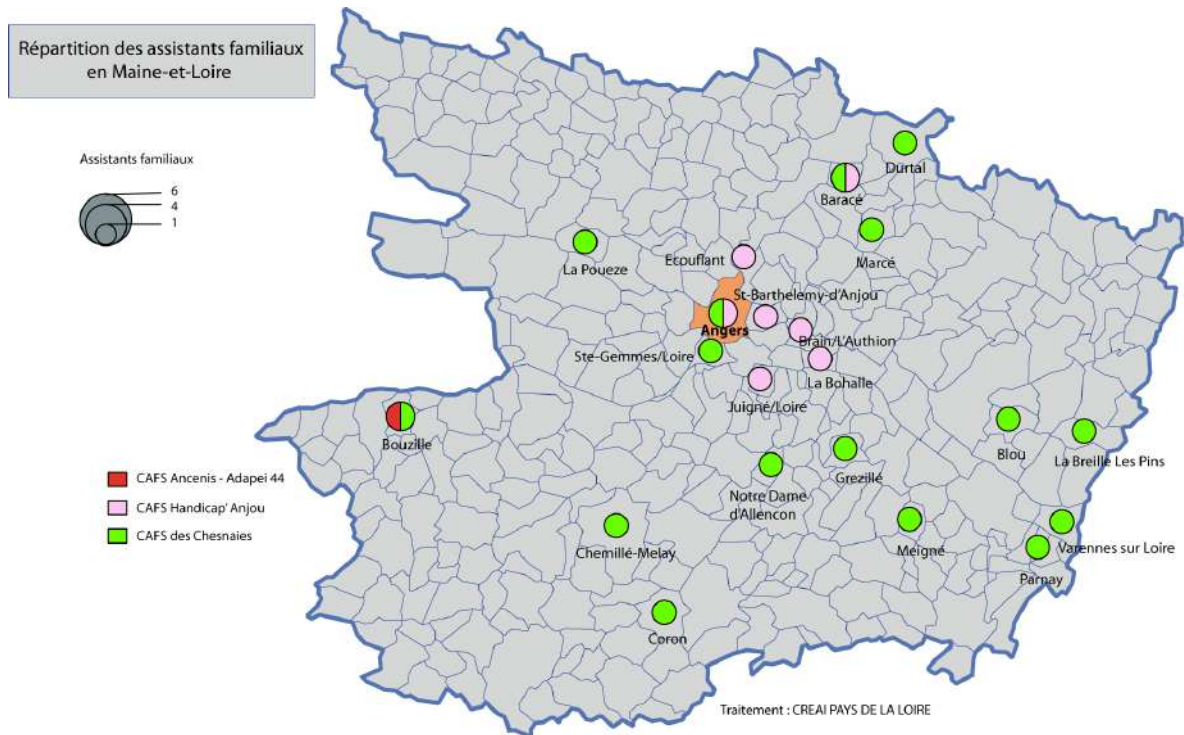 Répartition des assistants familiaux
en Maine-et-Loire
Assistants familiaux
6
4
1
Durtal
Baracé
Marcé
La Poueze
Ecouflant
St-Barthelemy-d'Anjou
Angers
Brain/L'Authion
Ste-Gemmes/Loire
La Bohalle
Juigné/Loire
Bouzille
Blou
La Breille Les Pins
Grezillé
Notre Dame
d'Allencon
CAFS Ancenis - Adapei 44
CAFS Handicap' Anjou
CAFS des Chesnaies
Chemillé-Melay
Meigné
Varennes sur Loire
Parnay
Coron
Traitement : CREAI PAYS DE LA LOIRE